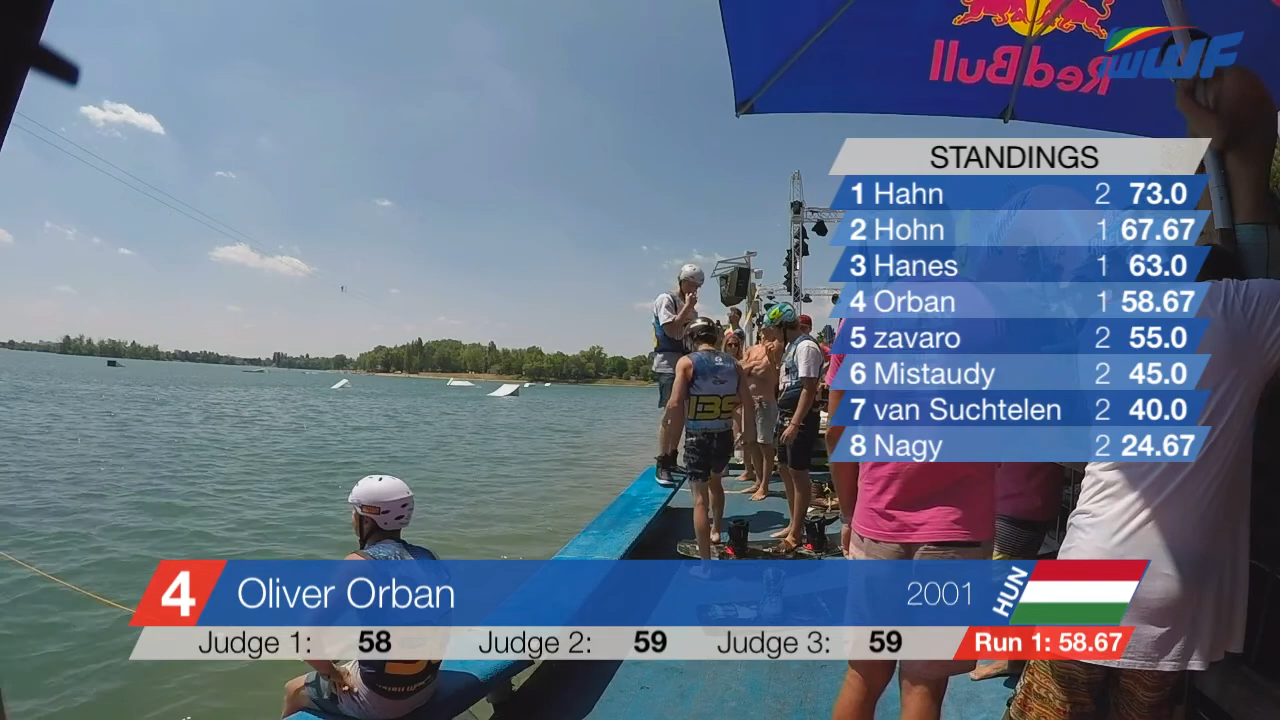 Red Bull
WWF
STANDINGS
1 Hahn 2 73.0
2 Hohn 1 67.67
3 Hanes 1 63.0
4 Orban 1 58.67
5 zavaro 2 55.0
6 Mistaudy 2 45.0
7 van Suchtelen 2 40.0
8 Nagy 2 24.67
139
4 Oliver Orban 2001 HUN
Judge 1: 58 Judge 2: 59 Judge 3: 59 Run 1: 58.67